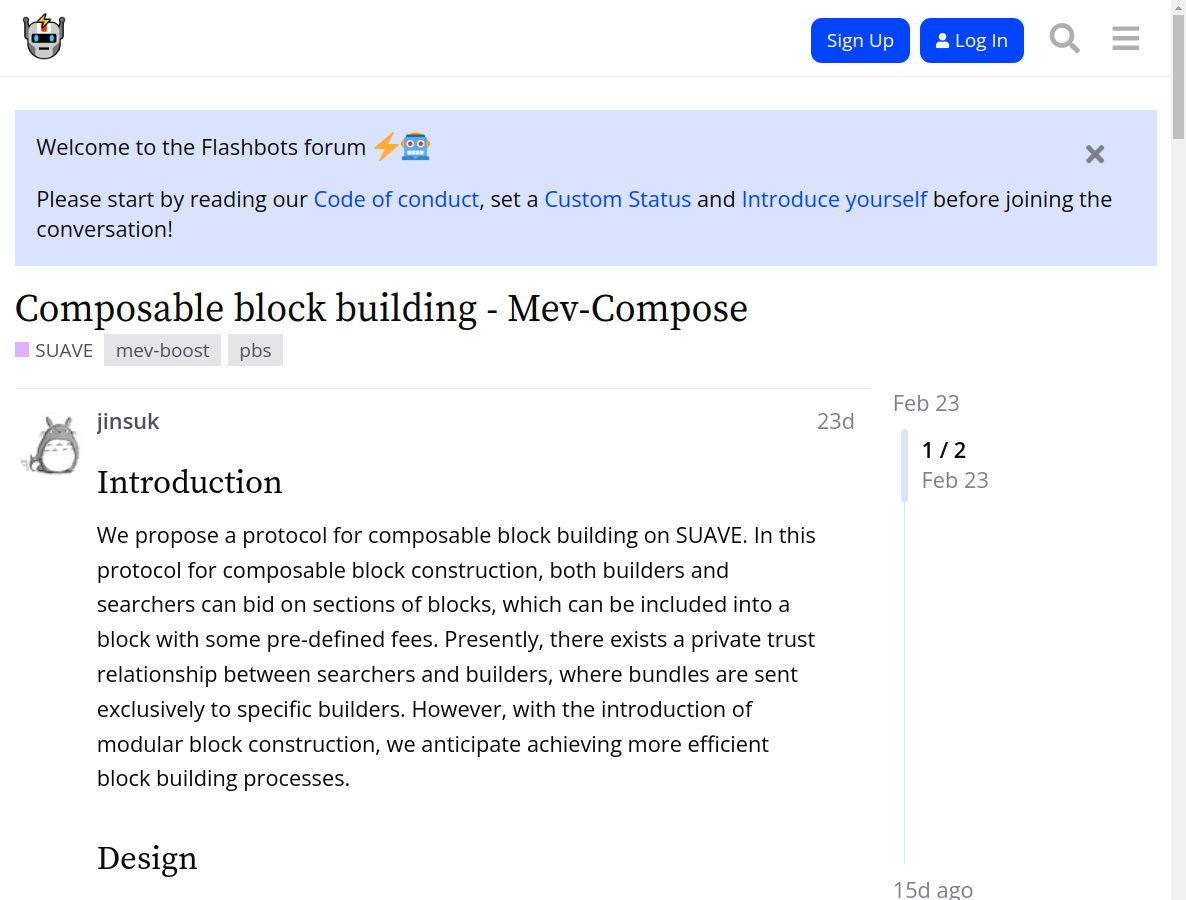 Sign Up
Log In
Welcome to the Flashbots forum
Please start by reading our Code of conduct, set a Custom Status and Introduce yourself before joining the
conversation!
Composable block building - Mev-Compose
SUAVE mev-boost pbs
jinsuk 23d
Introduction
We propose a protocol for composable block building on SUAVE. In this
protocol for composable block construction, both builders and
searchers can bid on sections of blocks, which can be included into a
block with some pre-defined fees. Presently, there exists a private trust
relationship between searchers and builders, where bundles are sent
exclusively to specific builders. However, with the introduction of
modular block construction, we anticipate achieving more efficient
block building processes.
Design
Feb 23
1 / 2
Feb 23
15d ago